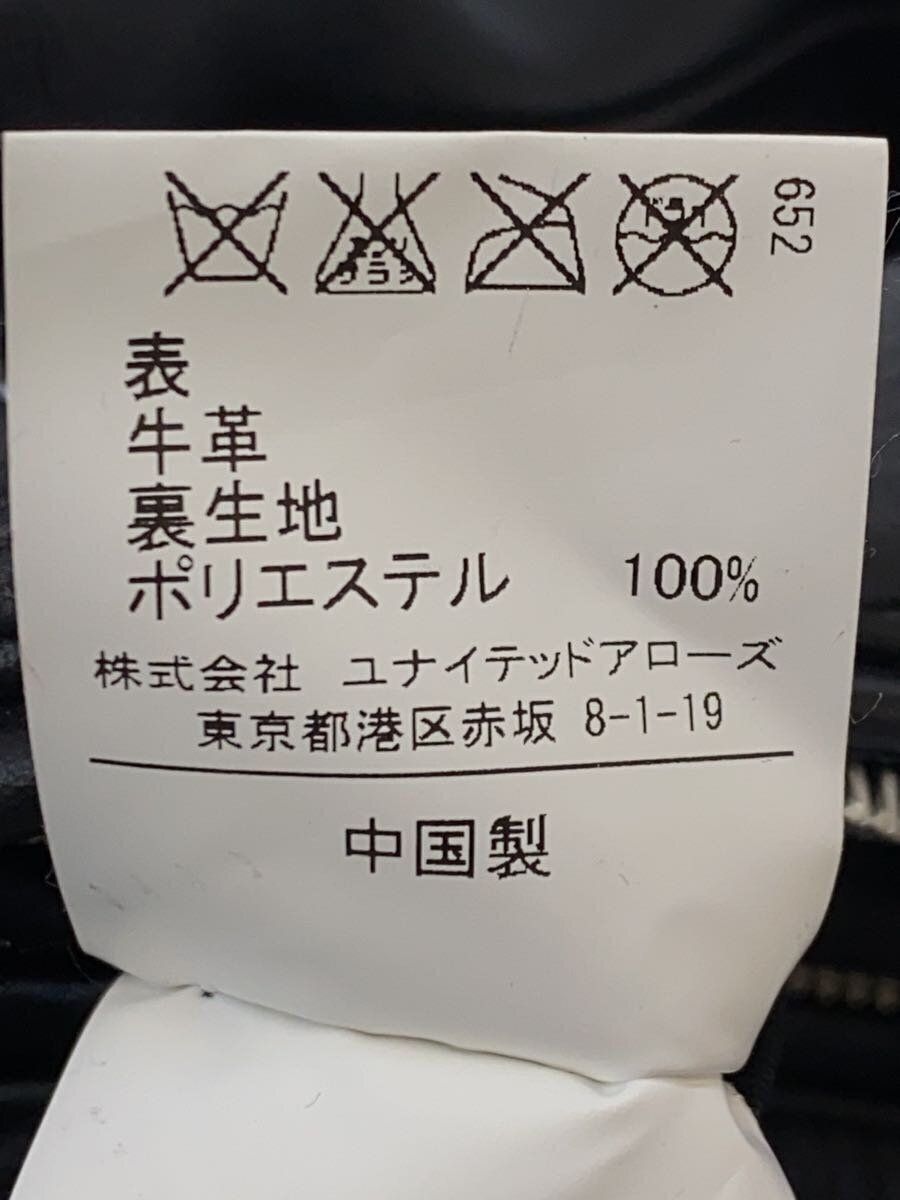 652
表
牛革
裏生地
ポリエステル 100%
株式会社 ユナイテッドアローズ
東京都港区赤坂 8-1-19
中国製